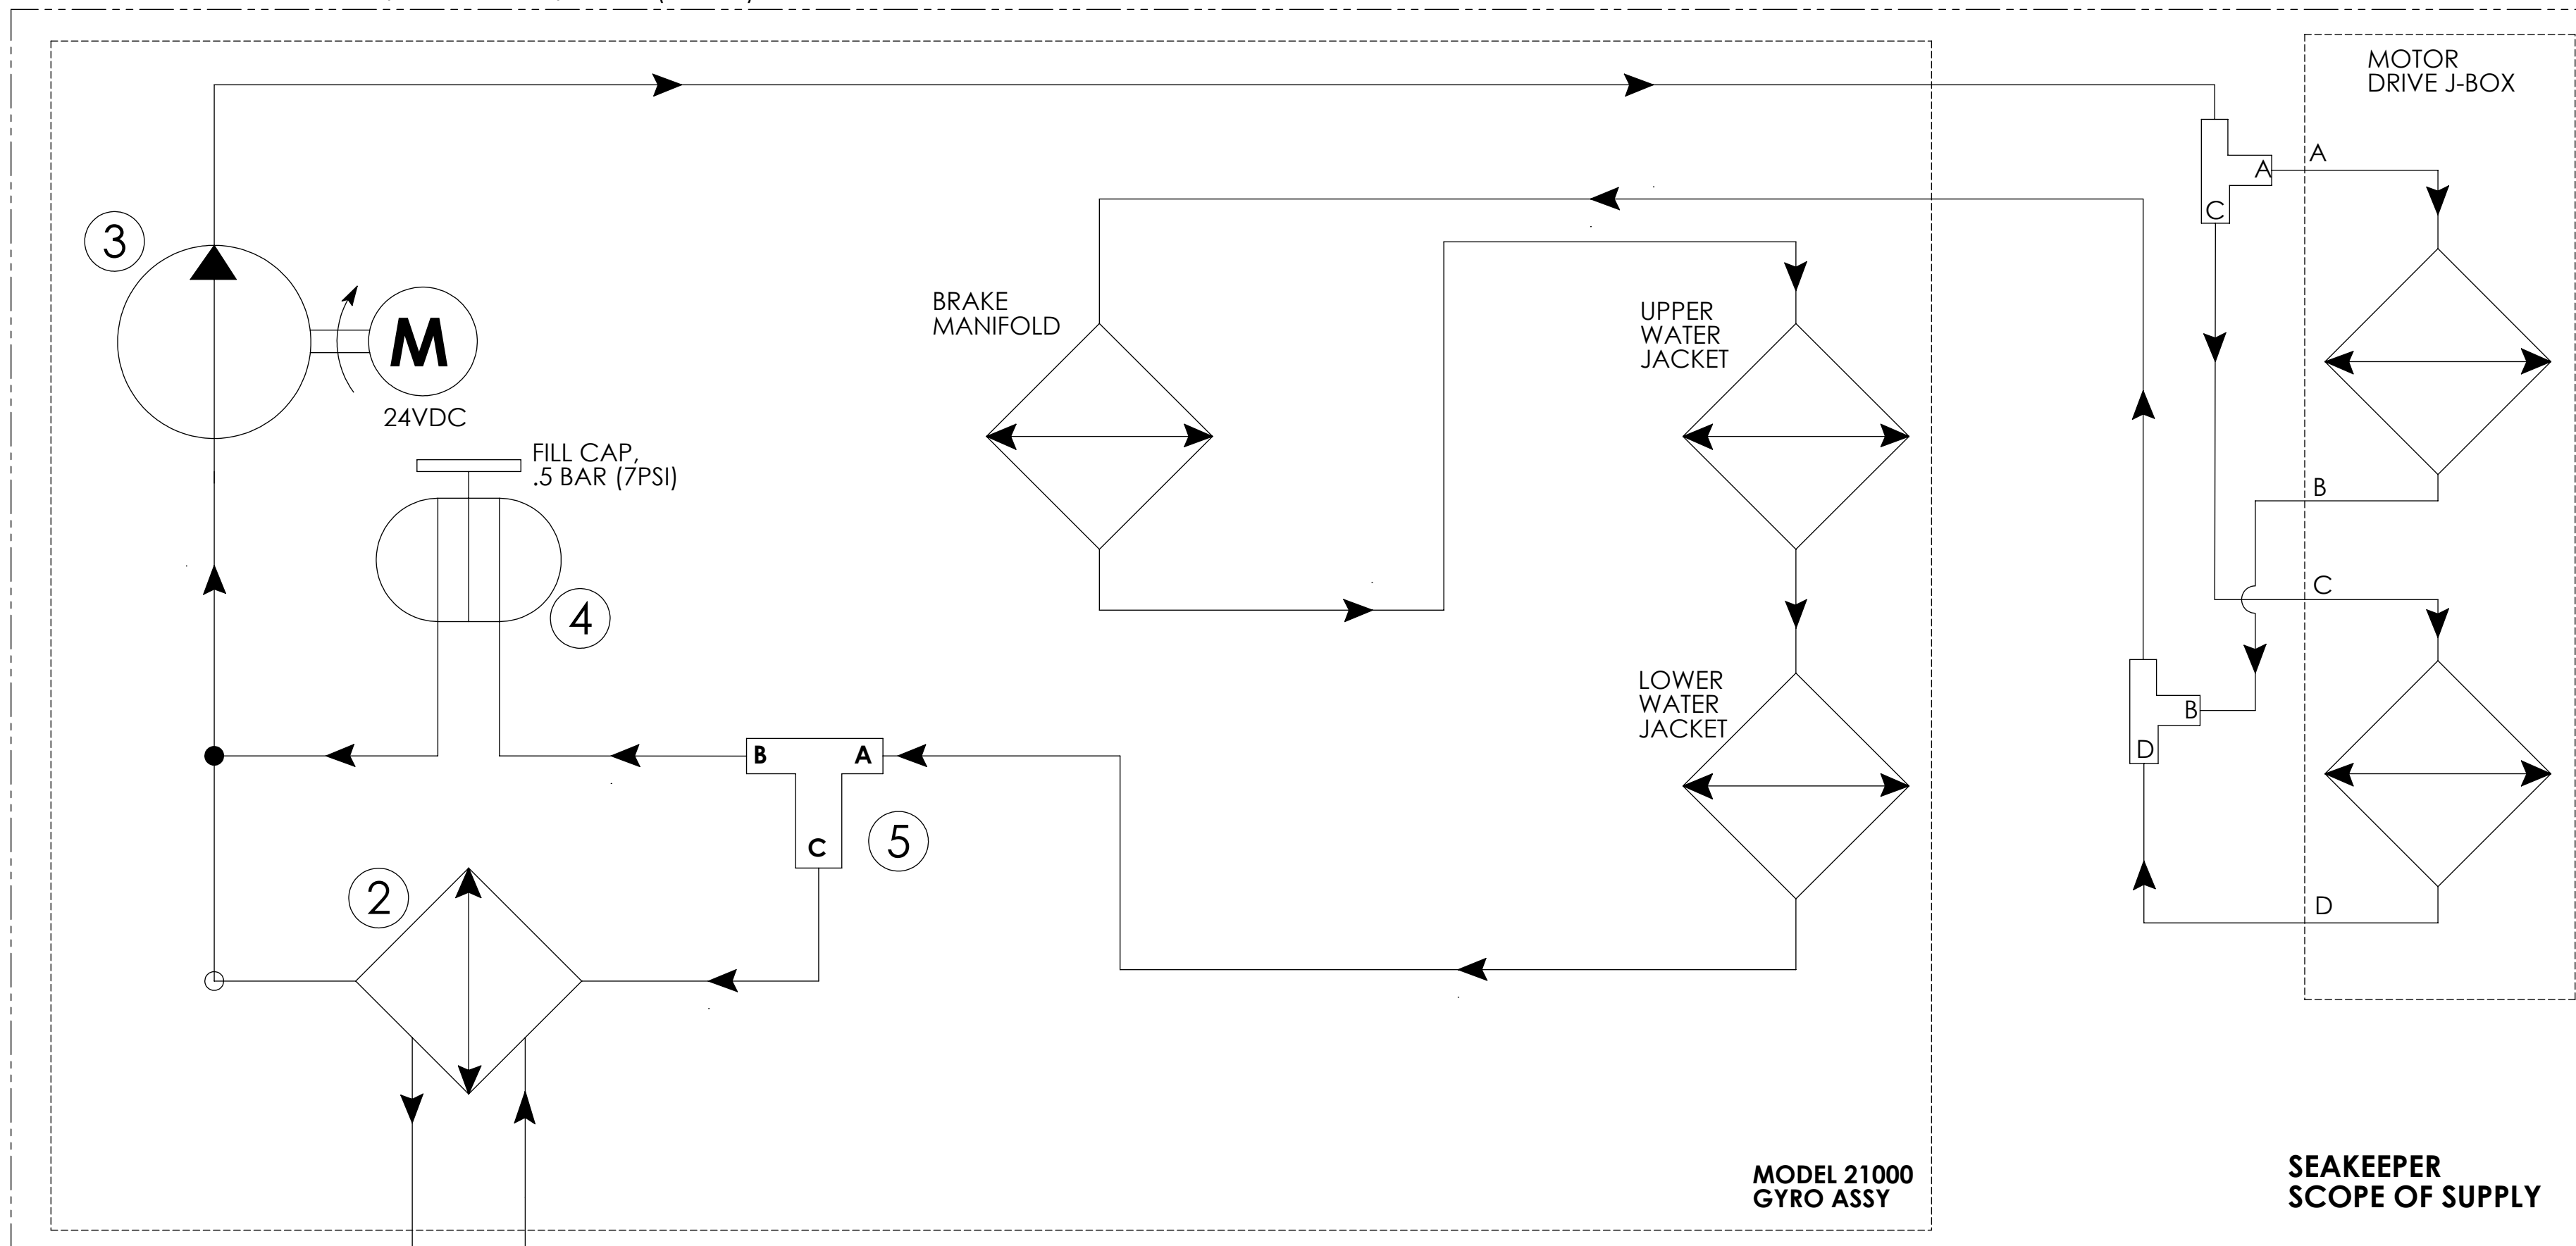 MOTOR
DRIVE J-BOX
A
A
C
3
M
24VDC
BRAKE
MANIFOLD
UPPER
WATER
JACKET
FILL CAP,
.5 BAR (7PSI)
B
C
4
LOWER
WATER
JACKET
B
D
B
A
C
5
2
D
MODEL 21000
GYRO ASSY
SEAKEEPER
SCOPE OF SUPPLY